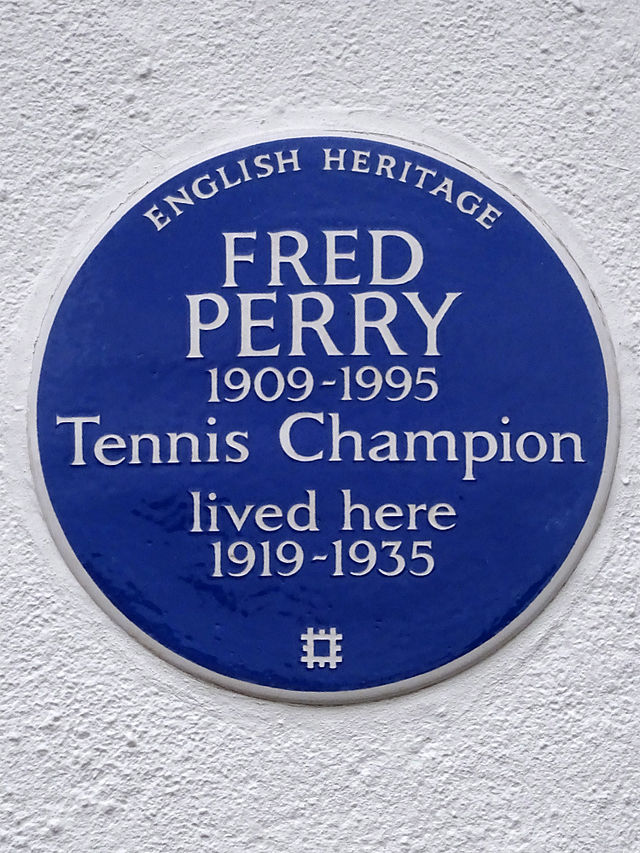 ENGLISH HERITAGE
FRED
PERRY
1909-1995
Tennis Champion
lived here
1919-1935